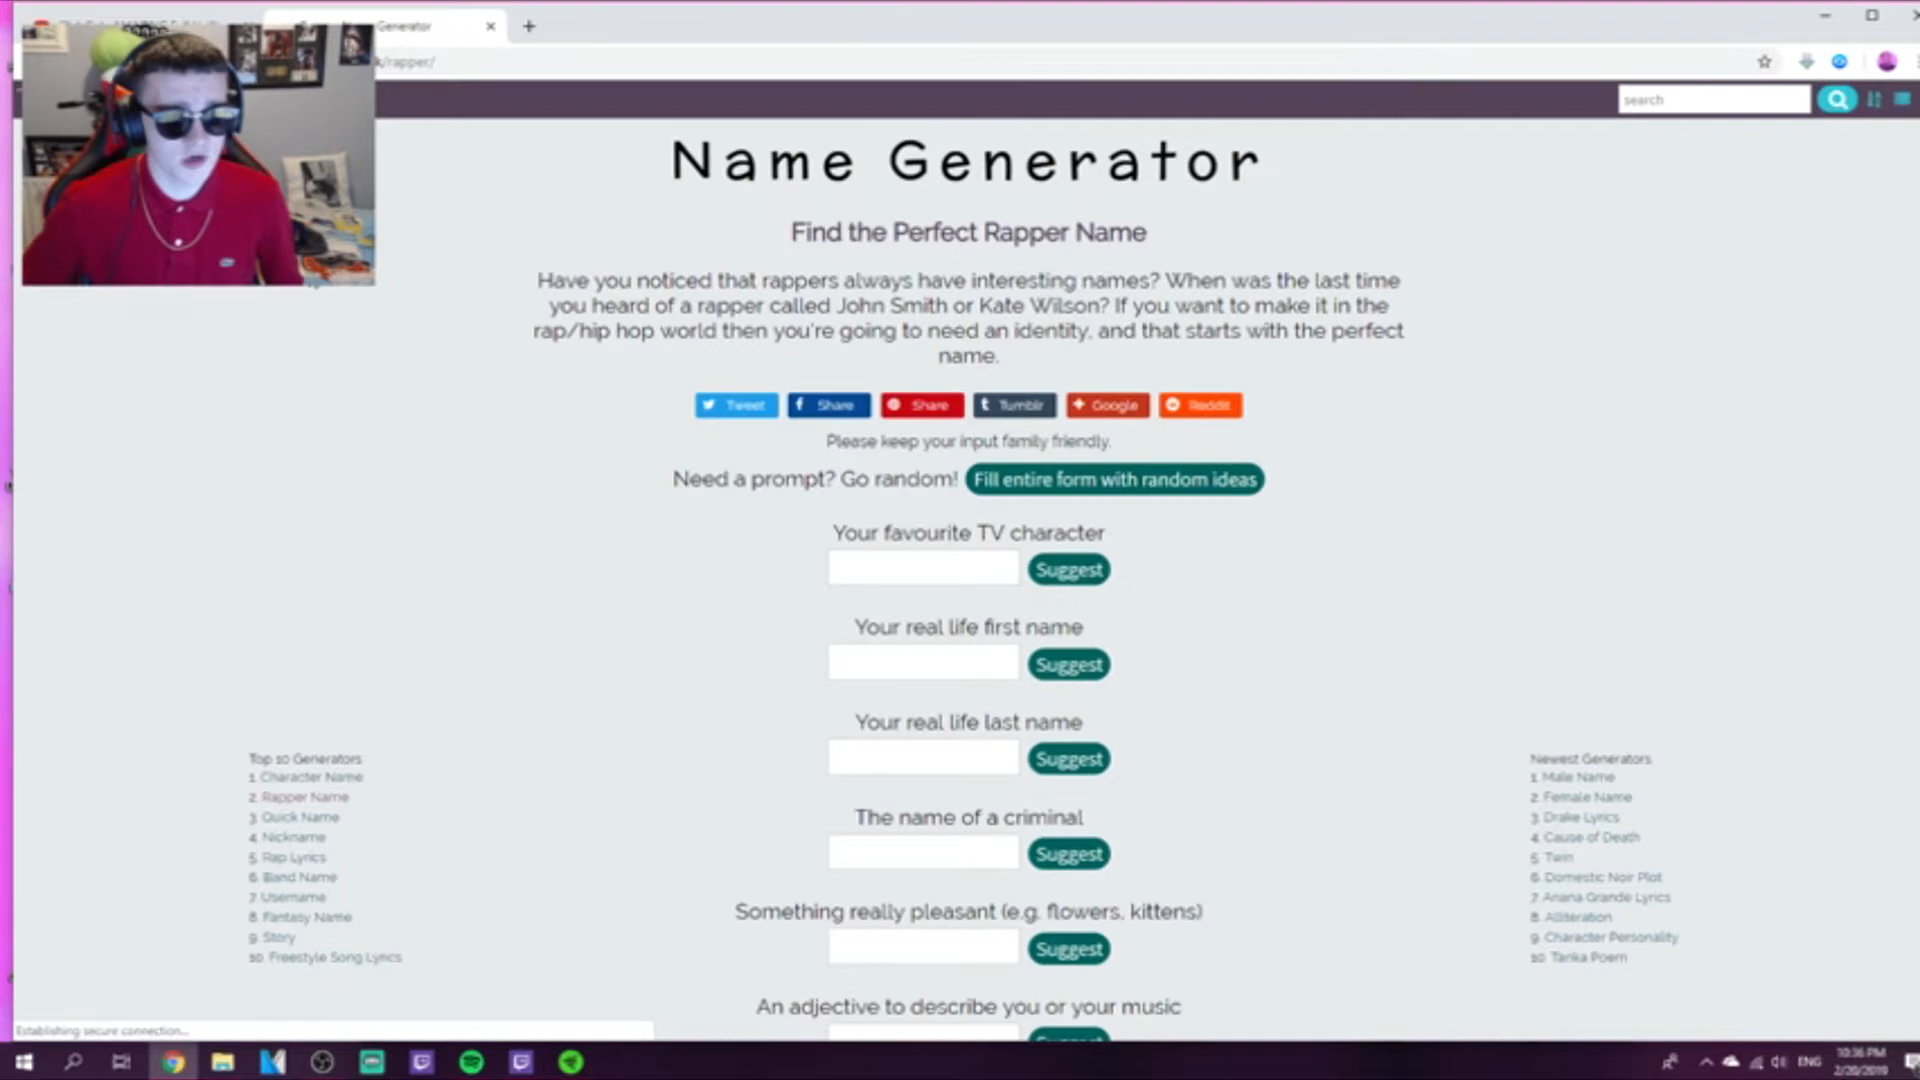 Generator
/rapper/
search
Name Generator
Find the Perfect Rapper Name
Have you noticed that rappers always have interesting names? When was the last time
you heard of a rapper called John Smith or Kate Wilson? If you want to make it in the
rap/hip hop world then you're going to need an identity, and that starts with the perfect
name.
Tweet Share Share Tumblr Google Reddit
Please keep your input family friendly.
Need a prompt? Go random! Fill entire form with random ideas
Your favourite TV character
Suggest
Your real life first name
Suggest
Your real life last name
Suggest
The name of a criminal
Suggest
Something really pleasant (e.g. flowers, kittens)
Suggest
An adjective to describe you or your music
Top 10 Generators
1. Character Name
2. Rapper Name
3. Quick Name
4. Nickname
5. Rap Lyrics
6. Band Name
7. Username
8. Fantasy Name
9. Story
10. Freestyle Song Lyrics
Newest Generators
1. Male Name
2. Female Name
3. Drake Lyrics
4. Cause of Death
5. Twin
6. Domestic Noir Plot
7. Ariana Grande Lyrics
8. Alliteration
9. Character Personality
10. Tanka Poem
Establishing secure connection...
ENG
10:36 PM
2/20/2019